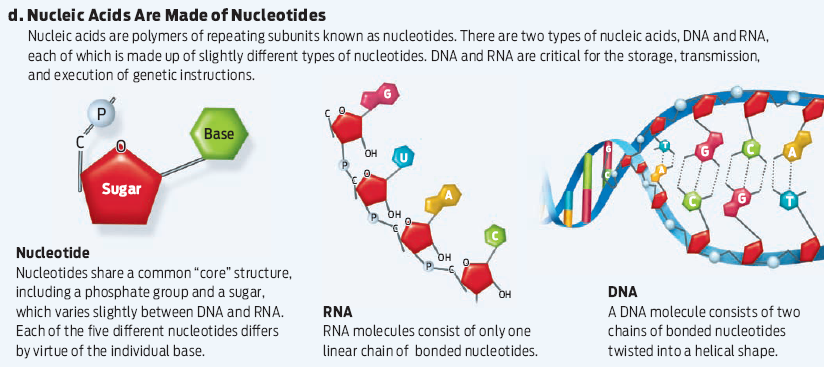 d. Nucleic Acids Are Made of Nucleotides
Nucleic acids are polymers of repeating subunits known as nucleotides. There are two types of nucleic acids, DNA and RNA,
each of which is made up of slightly different types of nucleotides. DNA and RNA are critical for the storage, transmission,
and execution of genetic instructions.
P
C
O
Base
Sugar
Nucleotide
Nucleotides share a common “core” structure,
including a phosphate group and a sugar,
which varies slightly between DNA and RNA.
Each of the five different nucleotides differs
by virtue of the individual base.
G
C O
OH
P
U
C O
OH
P
A
C O
OH
P
C
C O
OH
RNA
RNA molecules consist of only one
linear chain of bonded nucleotides.
G
C
T
A
G
C
A
C
G
T
DNA
A DNA molecule consists of two
chains of bonded nucleotides
twisted into a helical shape.